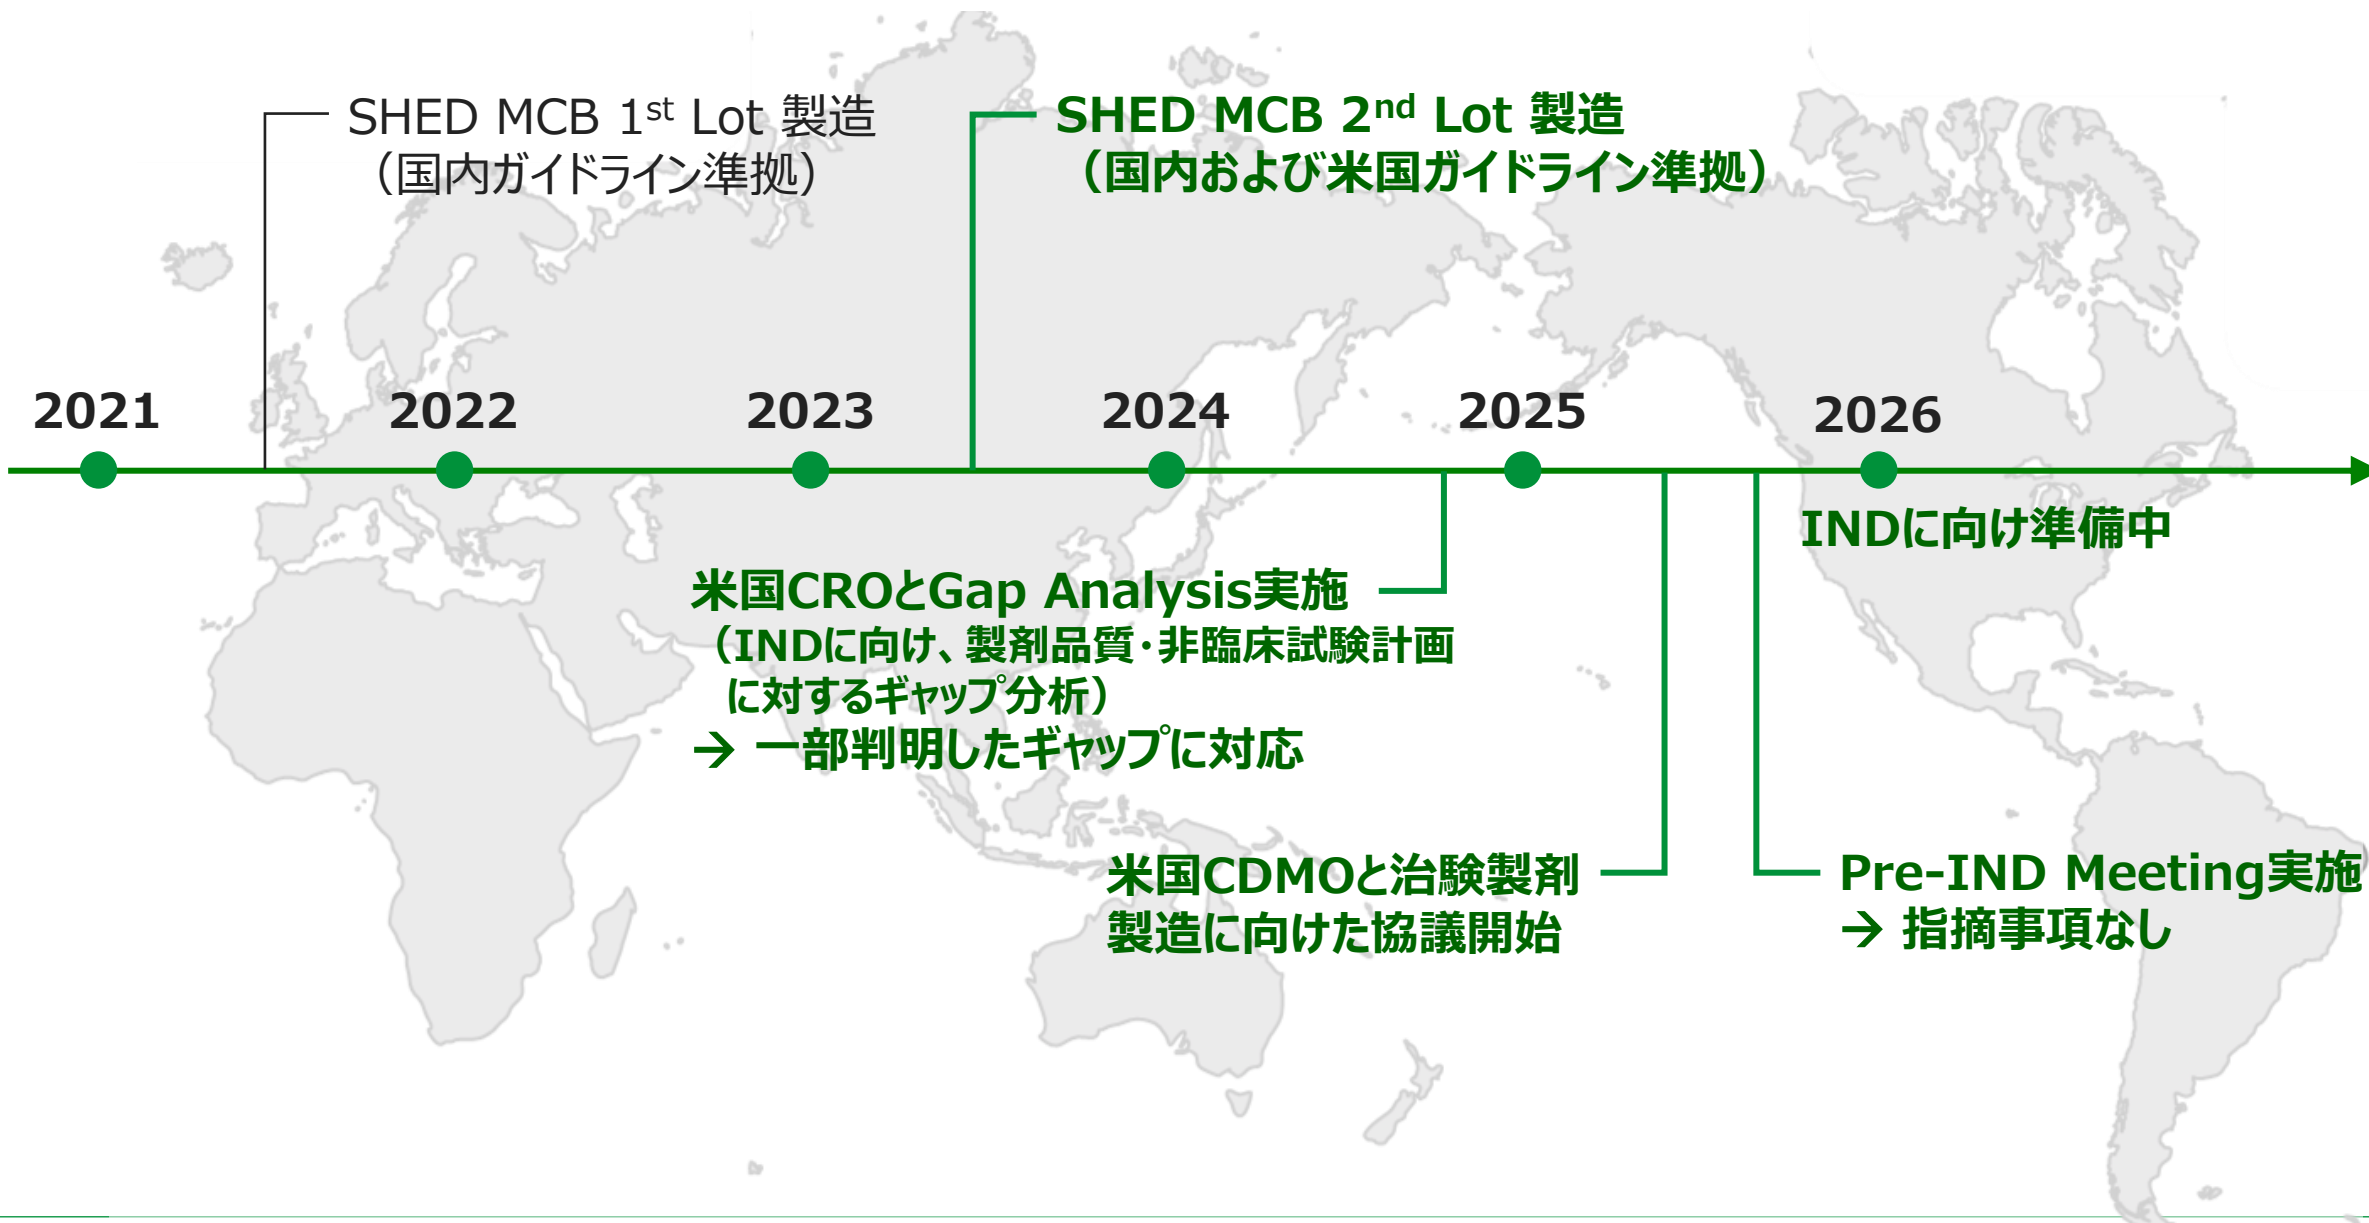 SHED MCB 1st Lot 製造
（国内ガイドライン準拠）
SHED MCB 2nd Lot 製造
（国内および米国ガイドライン準拠）
2021
2022
2023
2024
2025
2026
INDに向け準備中
米国CROとGap Analysis実施
（INDに向け、製剤品質・非臨床試験計画
に対するギャップ分析）
→ 一部判明したギャップに対応
米国CDMOと治験製剤
製造に向けた協議開始
Pre-IND Meeting実施
→ 指摘事項なし